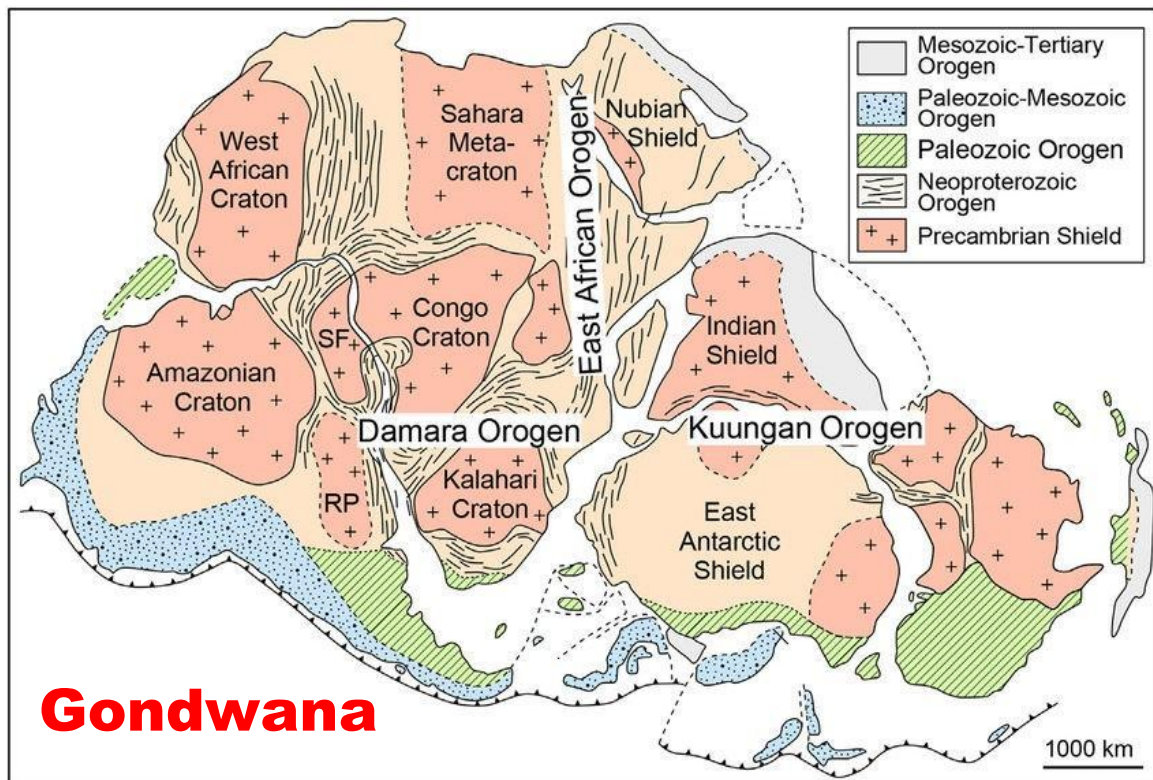 Mesozoic-Tertiary
Orogen
Paleozoic-Mesozoic
Orogen
Paleozoic Orogen
Neoproterozoic
Orogen
Precambrian Shield
West
African
Craton
Sahara
Meta-
craton
Nubian
Shield
East African Orogen
Amazonian
Craton
SF
Congo
Craton
Indian
Shield
Damara Orogen
Kuungan Orogen
RP
Kalahari
Craton
East
Antarctic
Shield
Gondwana
1000 km